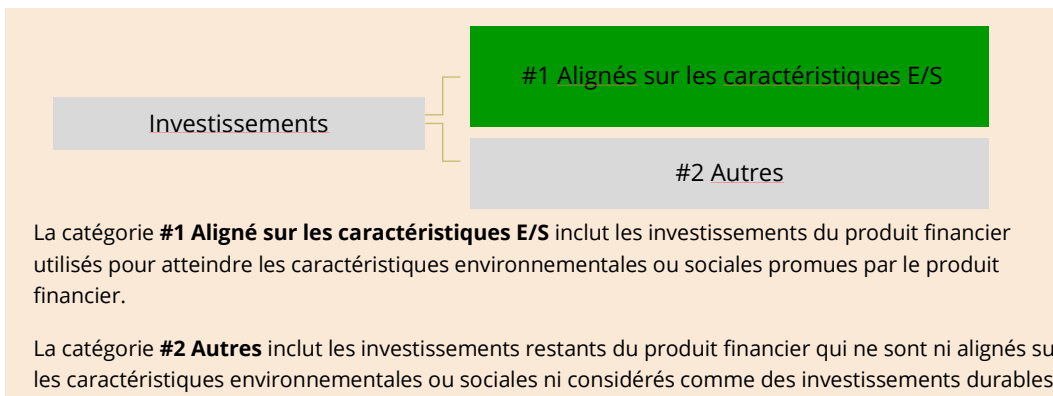 #1 Alignés sur les caractéristiques E/S
Investissements
#2 Autres
La catégorie #1 Aligné sur les caractéristiques E/S inclut les investissements du produit financier
utilisés pour atteindre les caractéristiques environnementales ou sociales promues par le produit
financier.
La catégorie #2 Autres inclut les investissements restants du produit financier qui ne sont ni alignés su
les caractéristiques environnementales ou sociales ni considérés comme des investissements durables